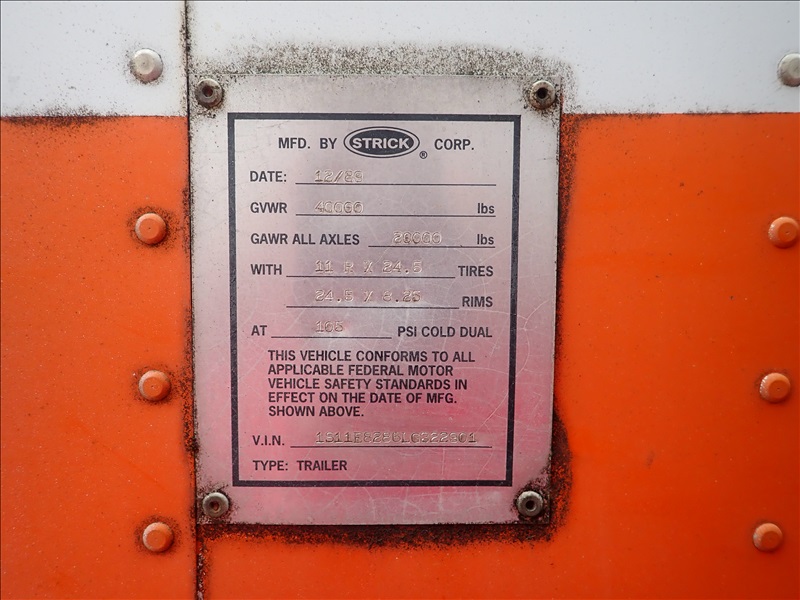 MFD. BY STRICK ® CORP.
DATE: 12/89
GVWR 40000 lbs
GAWR ALL AXLES 20000 lbs
WITH 11 R X 24.5 TIRES
24.5 X 8.25 RIMS
AT 105 PSI COLD DUAL
THIS VEHICLE CONFORMS TO ALL
APPLICABLE FEDERAL MOTOR
VEHICLE SAFETY STANDARDS IN
EFFECT ON THE DATE OF MFG.
SHOWN ABOVE.
V.I.N.
TYPE: TRAILER